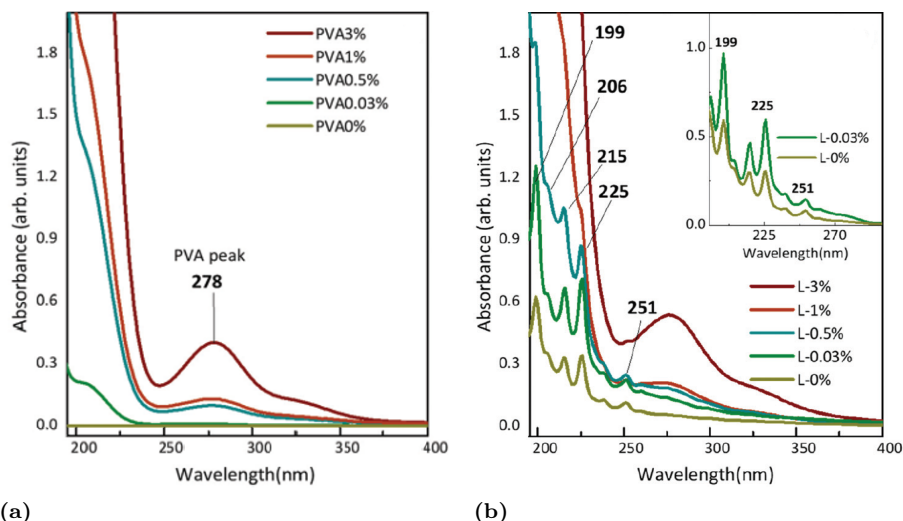 Absorbance (arb. units)
1.8
1.5
1.2
0.9
0.6
0.3
0.0
PVA3%
PVA1%
PVA0.5%
PVA0.03%
PVA0%
PVA peak
278
200
250
300
350
400
Wavelength(nm)
(a)
Absorbance (arb. units)
1.8
1.5
1.2
0.9
0.6
0.3
0.0
199
206
215
225
251
1.0
0.5
0.0
199
225
251
L-0.03%
L-0%
225
270
Wavelength(nm)
L-3%
L-1%
L-0.5%
L-0.03%
L-0%
200
250
300
350
400
Wavelength(nm)
(b)